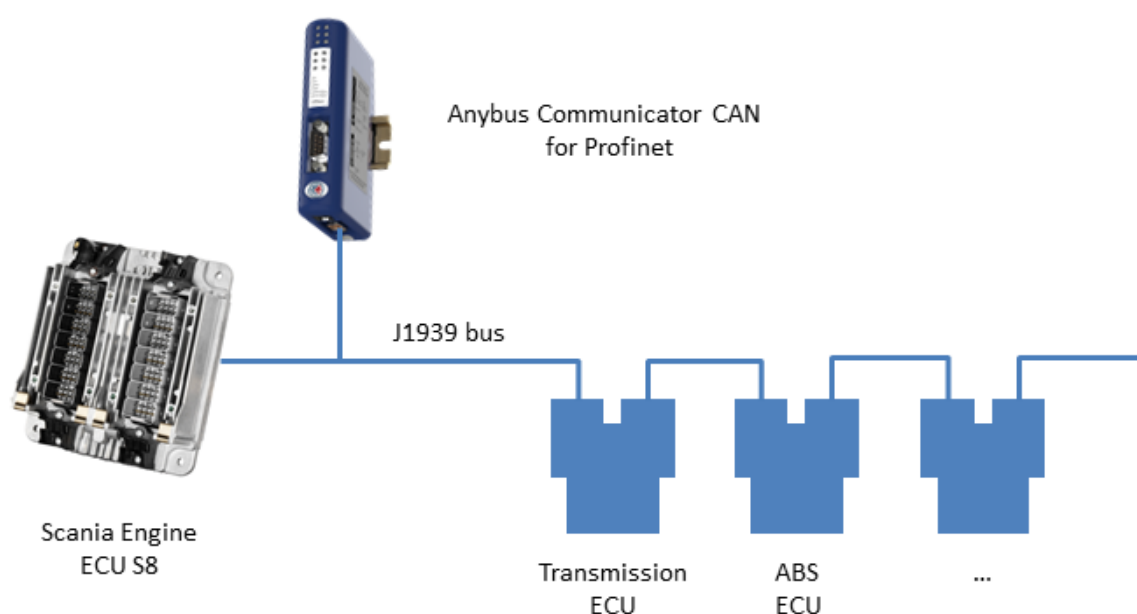 Anybus Communicator CAN
for Profinet
J1939 bus
Scania Engine
ECU S8
Transmission
ECU
ABS
ECU
...